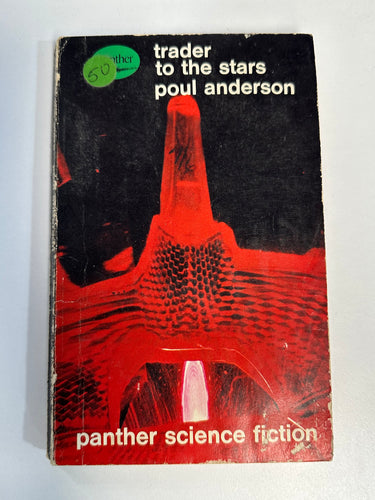 trader
to the stars
poul anderson
50
panther science fiction